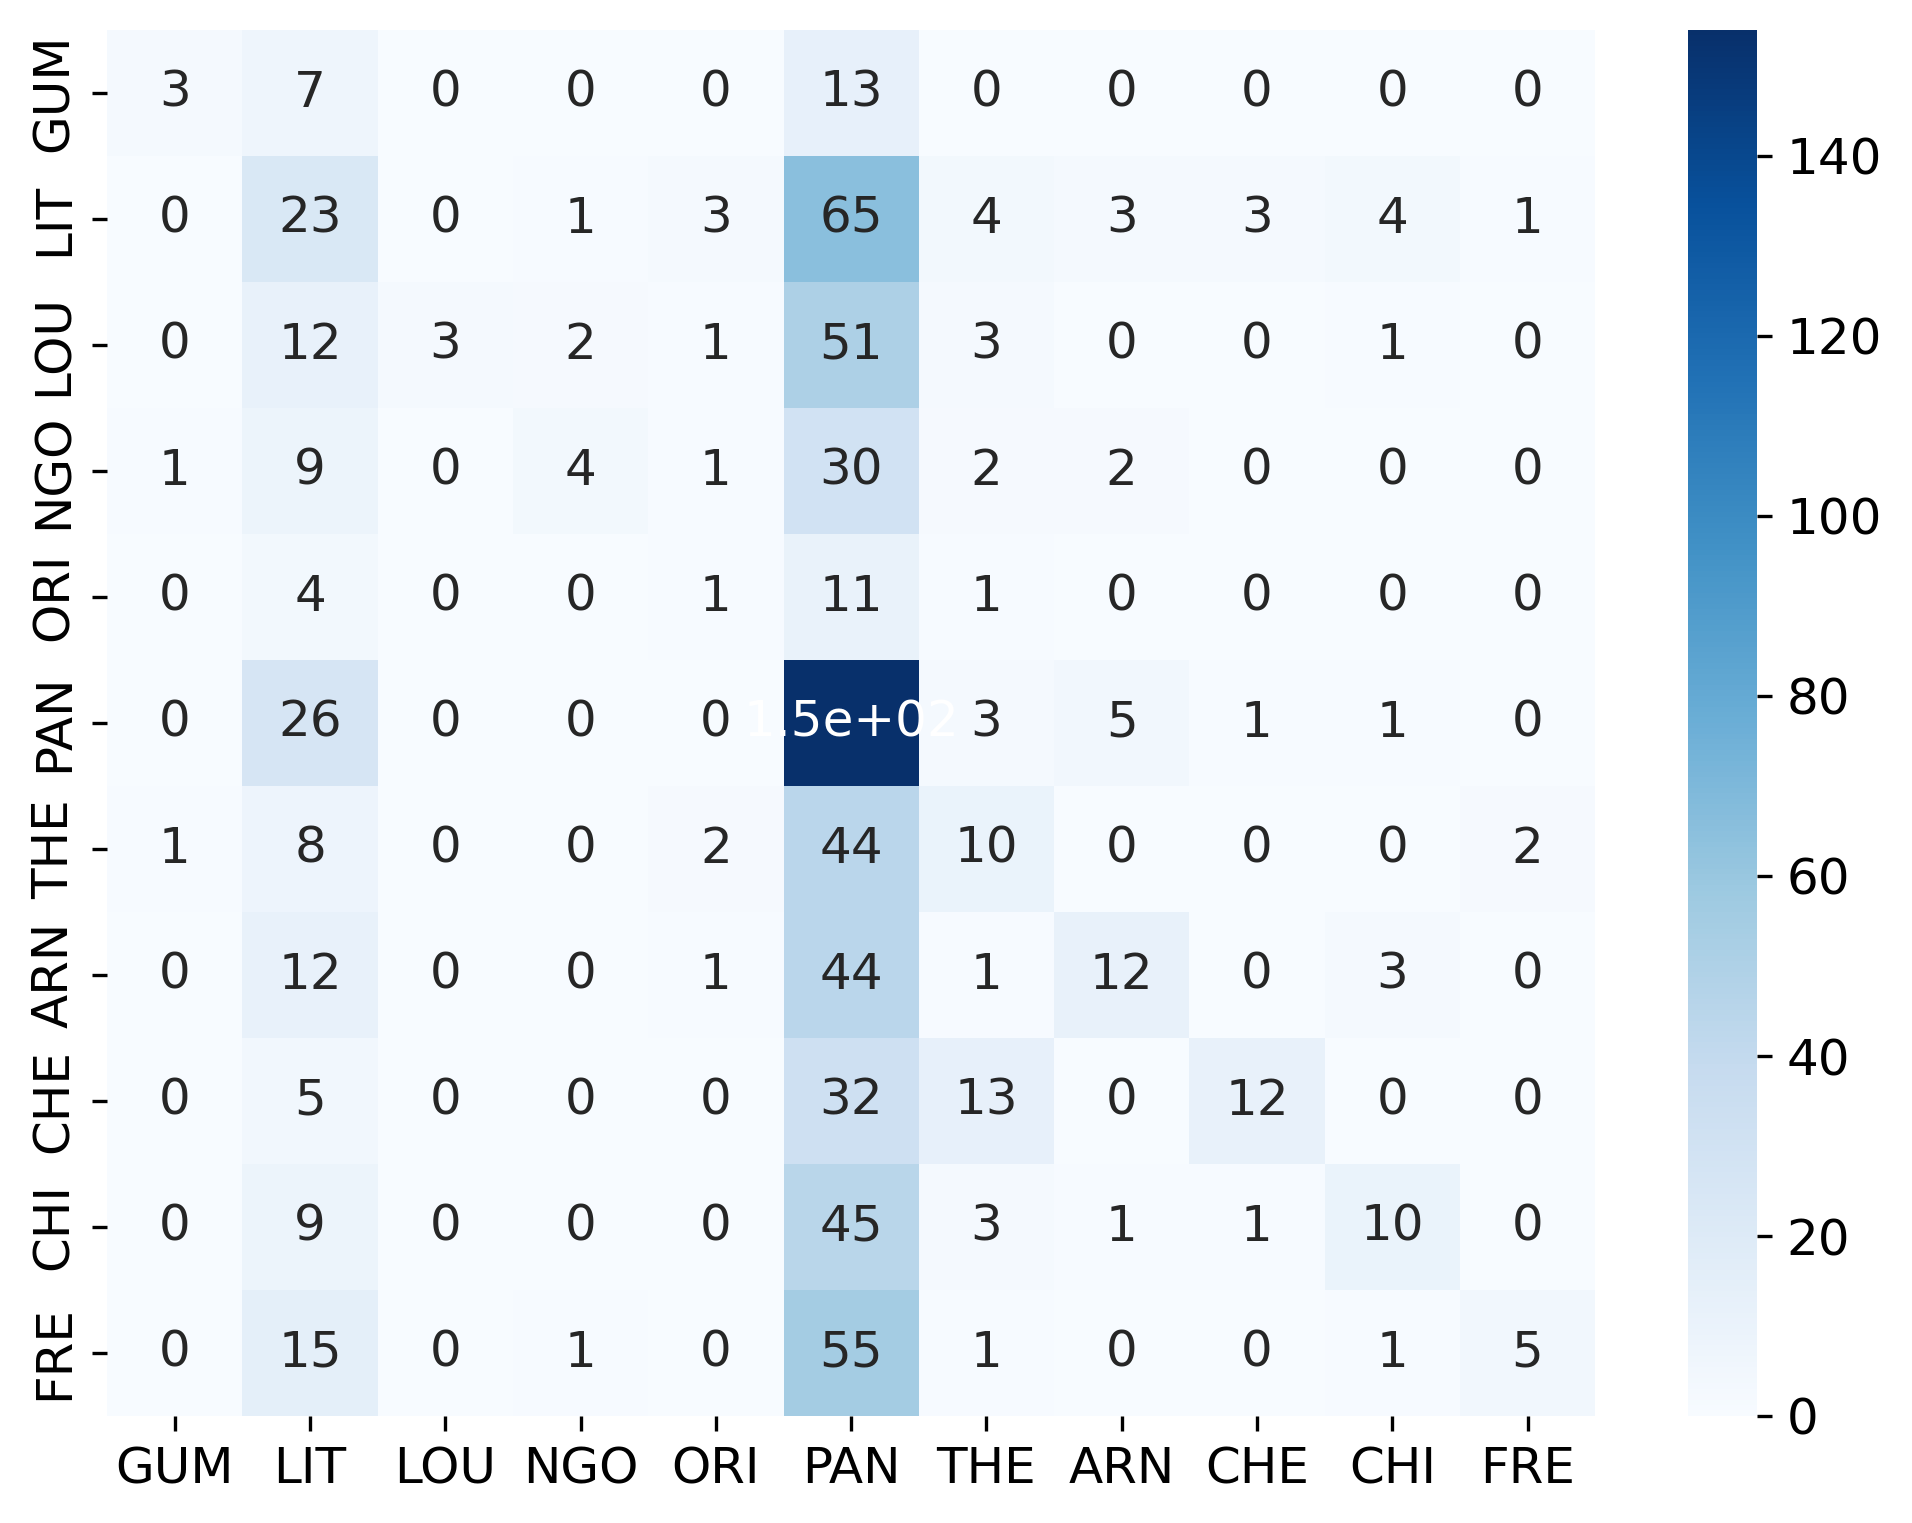 GUM 3 7 0 0 0 13 0 0 0 0 0
LIT 0 23 0 1 3 65 4 3 3 4 1
LOU 0 12 3 2 1 51 3 0 0 1 0
NGO 1 9 0 4 1 30 2 2 0 0 0
ORI 0 4 0 0 1 11 1 0 0 0 0
PAN 0 26 0 0 0 1.5e+02 3 5 1 1 0
THE 1 8 0 0 2 44 10 0 0 0 2
ARN 0 12 0 0 1 44 1 12 0 3 0
CHE 0 5 0 0 0 32 13 0 12 0 0
CHI 0 9 0 0 0 45 3 1 1 10 0
FRE 0 15 0 1 0 55 1 0 0 1 5
GUM LIT LOU NGO ORI PAN THE ARN CHE CHI FRE
140
120
100
80
60
40
20
0